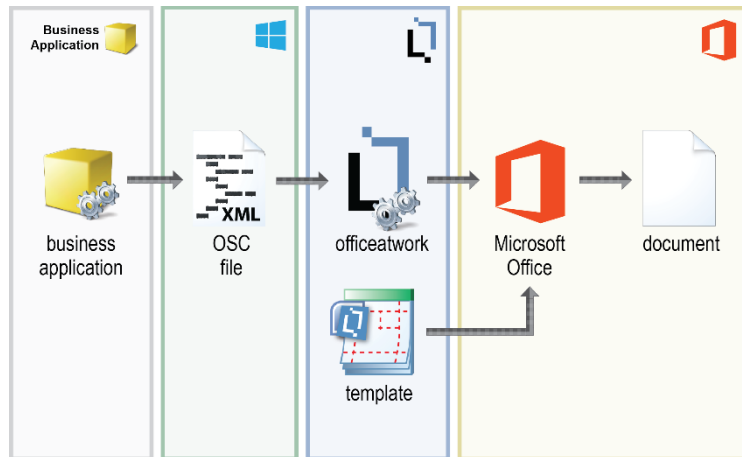 Business
Application
XML
business
application
OSC
file
officeatwork
Microsoft
Office
document
template